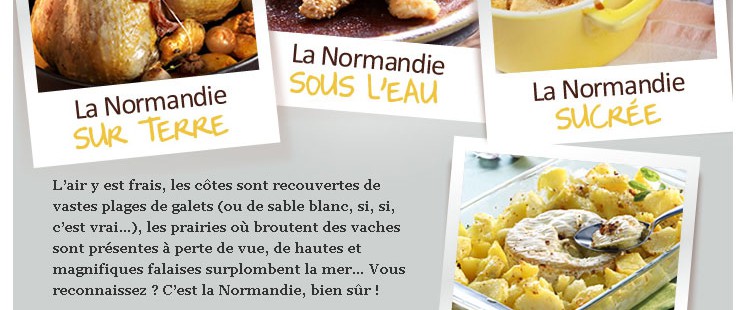 La Normandie
SUR TERRE
La Normandie
SOUS L'EAU
La Normandie
SUCRÉE
L'air y est frais, les côtes sont recouvertes de
vastes plages de galets (ou de sable blanc, si, si,
c'est vrai...), les prairies où broutent des vaches
sont présentes à perte de vue, de hautes et
magnifiques falaises surplombent la mer... Vous
reconnaissez ? C'est la Normandie, bien sûr !